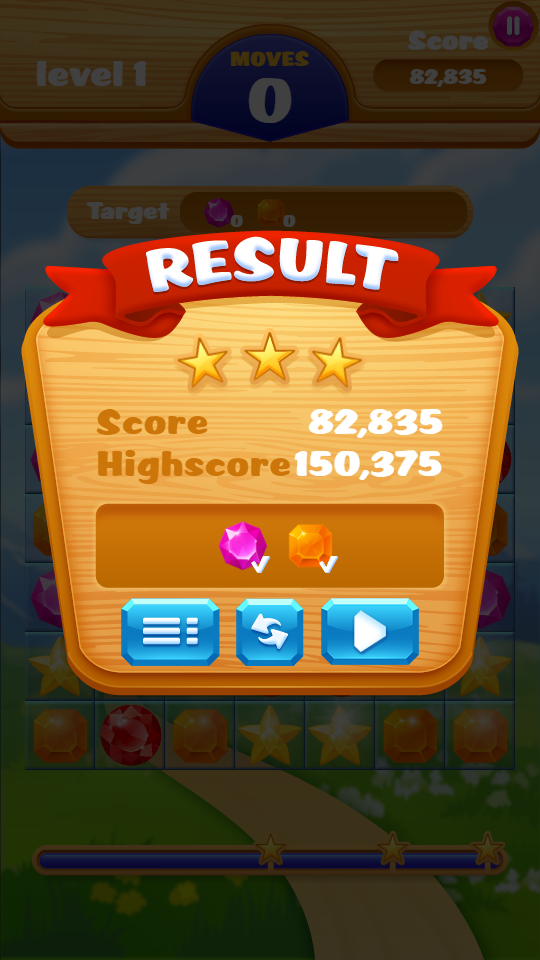 level 1
MOVES
0
Score
82,835
Target
0
0
RESULT
Score 82,835
Highscore 150,375